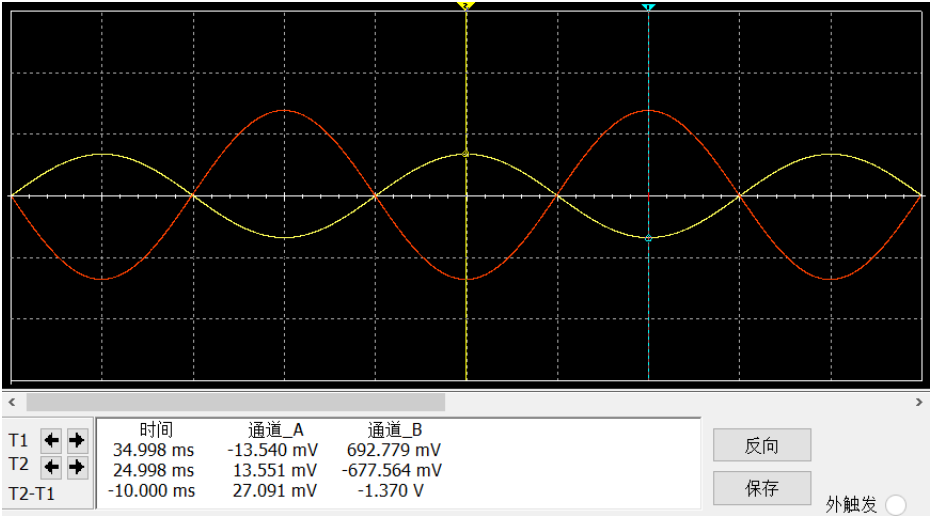 2
1
时间 通道_A 通道_B
T1 34.998 ms -13.540 mV 692.779 mV
T2 24.998 ms 13.551 mV -677.564 mV
T2-T1 -10.000 ms 27.091 mV -1.370 V
反向
保存
外触发